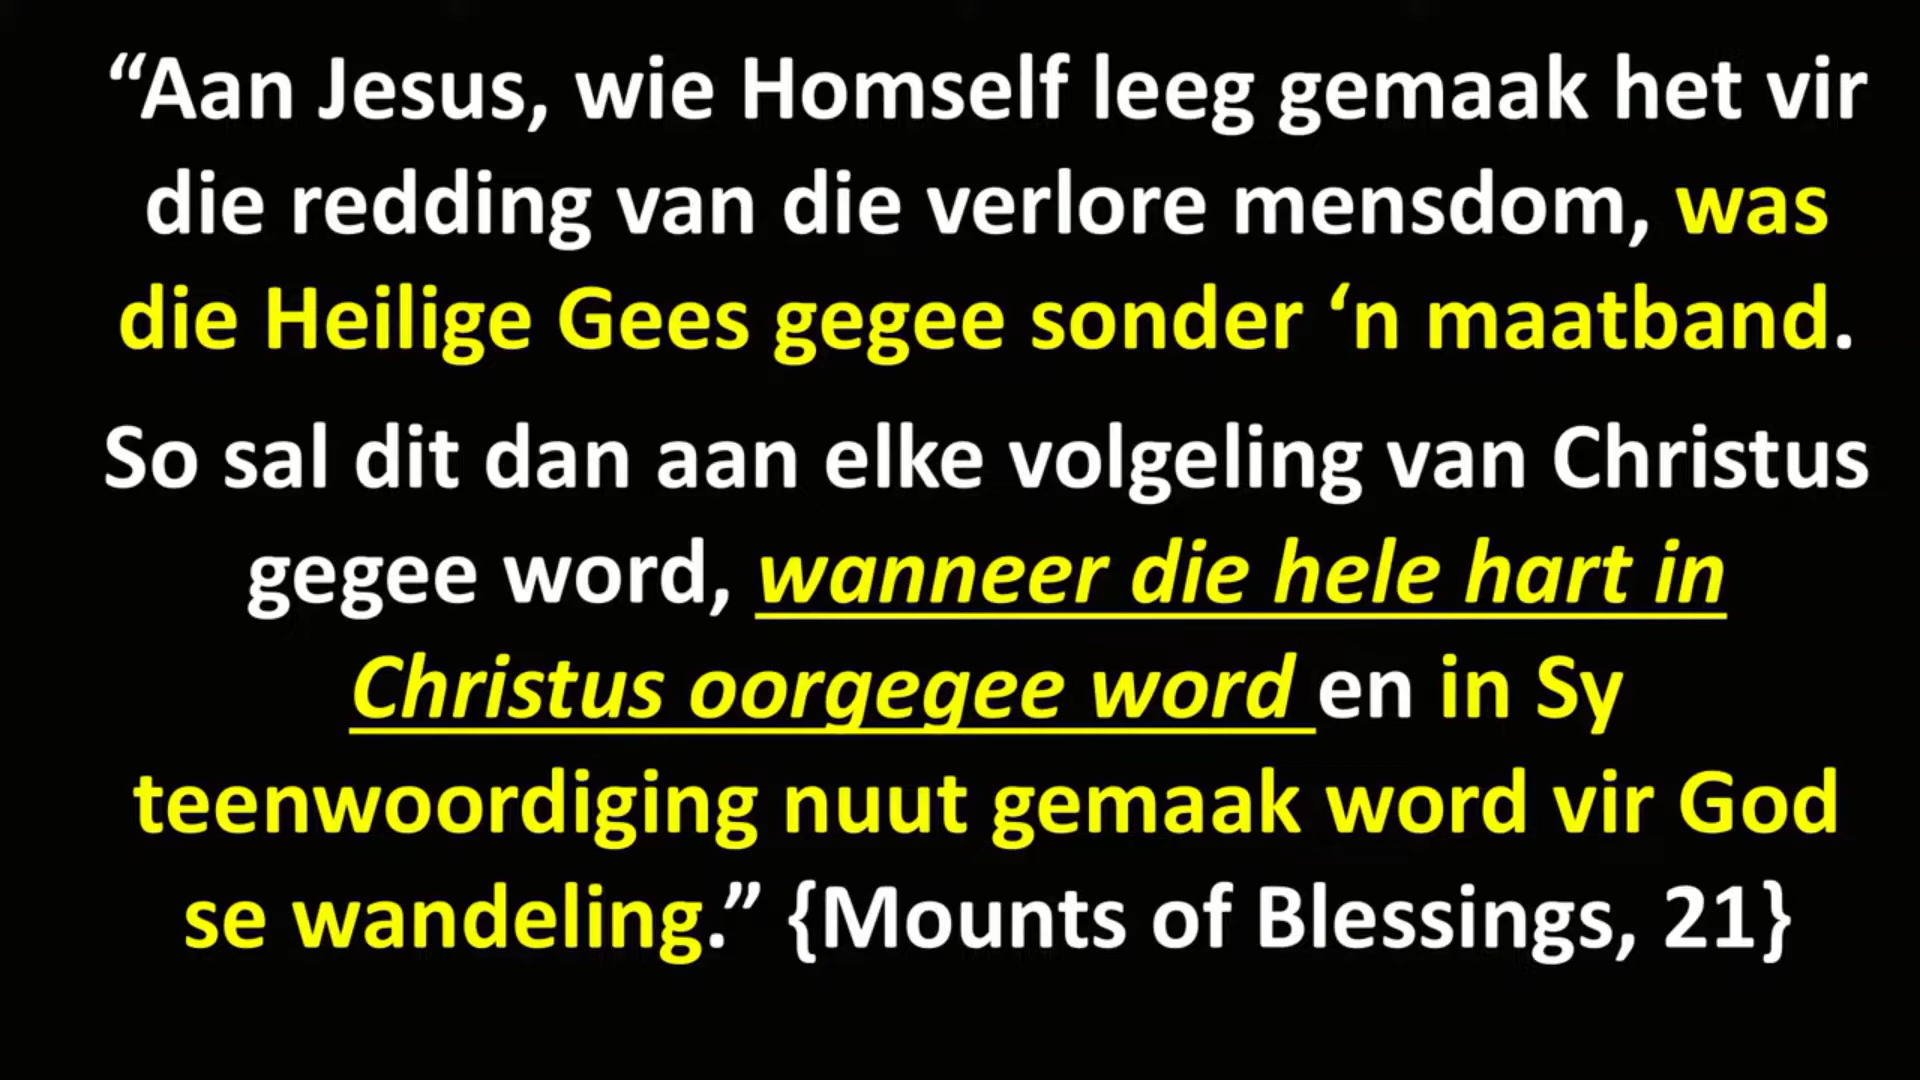 “Aan Jesus, wie Homself leeg gemaak het vir
die redding van die verlore mensdom, was
die Heilige Gees gegee sonder ‘n maatband.
So sal dit dan aan elke volgeling van Christus
gegee word, wanneer die hele hart in
Christus oorgegee word en in Sy
teenwoordiging nuut gemaak word vir God
se wandeling.” {Mounts of Blessings, 21}